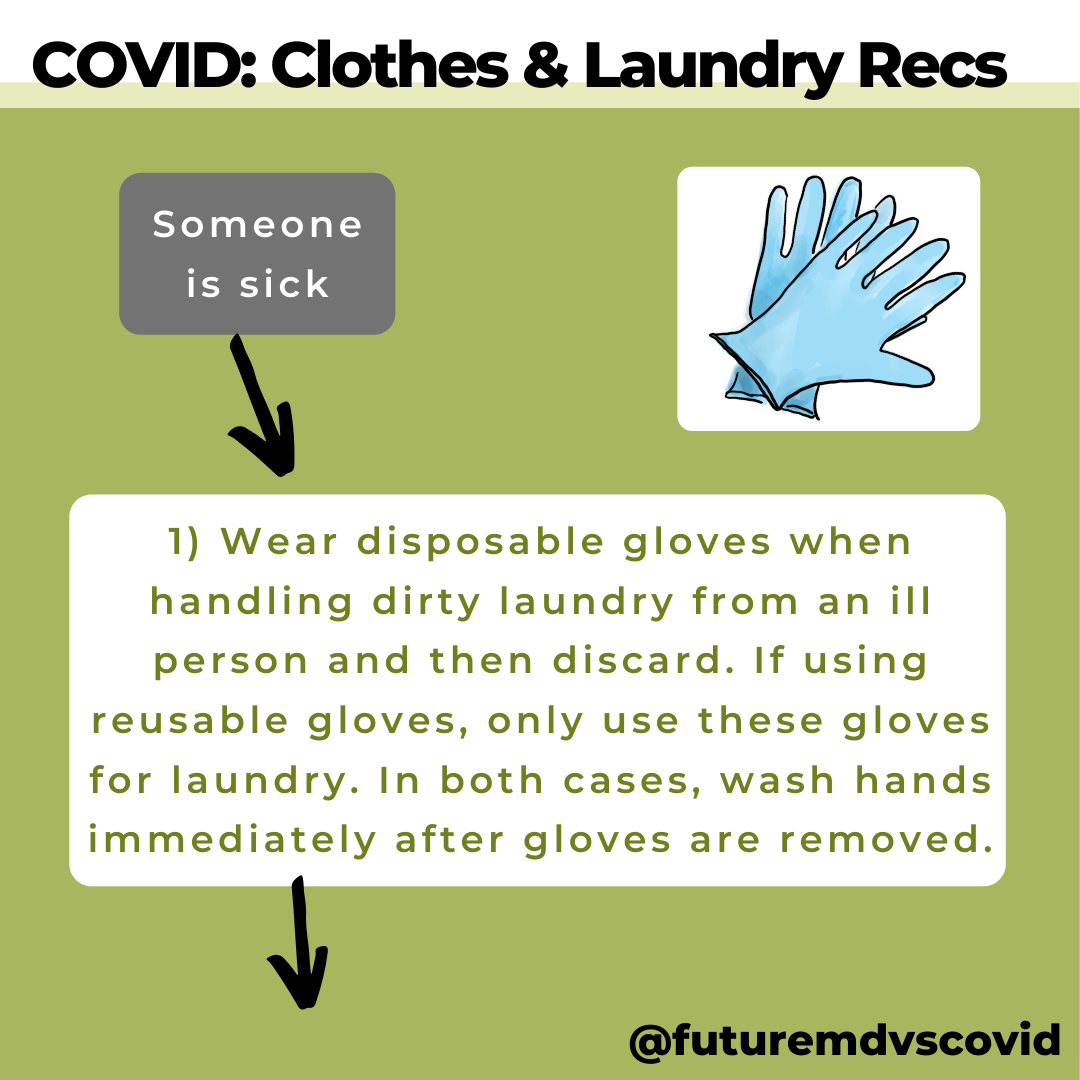 COVID: Clothes & Laundry Recs
Someone
is sick
1) Wear disposable gloves when
handling dirty laundry from an ill
person and then discard. If using
reusable gloves, only use these gloves
for laundry. In both cases, wash hands
immediately after gloves are removed.
@futuremdvscovid